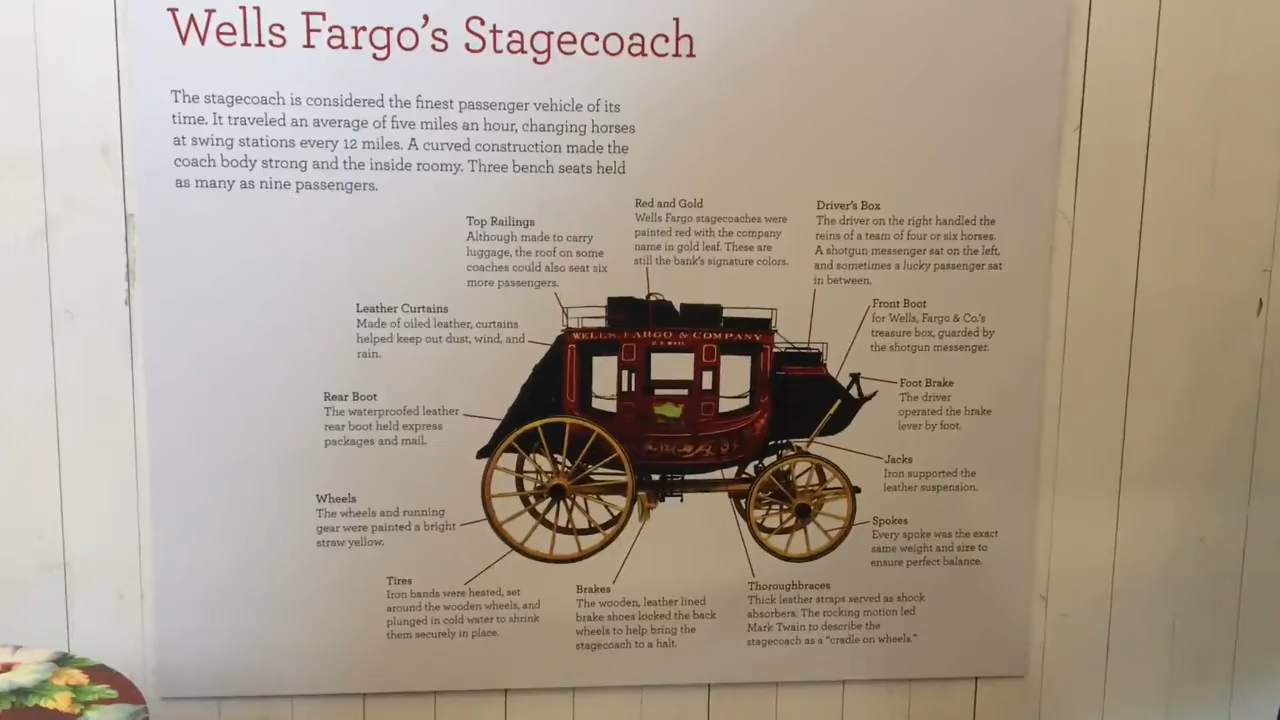 Wells Fargo's Stagecoach
The stagecoach is considered the finest passenger vehicle of its
time. It traveled an average of five miles an hour, changing horses
at swing stations every 12 miles. A curved construction made the
coach body strong and the inside roomy. Three bench seats held
as many as nine passengers.
Top Railings
Although made to carry
luggage, the roof on some
coaches could also seat six
more passengers.
Red and Gold
Wells Fargo stagecoaches were
painted red with the company
name in gold leaf. These are
still the bank's signature colors.
Driver's Box
The driver on the right handled the
reins of a team of four or six horses.
A shotgun messenger sat on the left,
and sometimes a lucky passenger sat
in between.
Leather Curtains
Made of oiled leather, curtains
helped keep out dust, wind, and
rain.
Front Boot
for Wells, Fargo & Co.'s
treasure box, guarded by
the shotgun messenger.
WELLS, FARGO & COMPANY
U.S. MAIL
Rear Boot
The waterproofed leather
rear boot held express
packages and mail.
Foot Brake
The driver
operated the brake
lever by foot.
Jacks
Iron supported the
leather suspension.
Wheels
The wheels and running
gear were painted a bright
straw yellow.
Spokes
Every spoke was the exact
same weight and size to
ensure perfect balance.
Tires
Iron bands were heated, set
around the wooden wheels, and
plunged in cold water to shrink
them securely in place.
Brakes
The wooden, leather lined
brake shoes locked the back
wheels to help bring the
stagecoach to a halt.
Thoroughbraces
Thick leather straps served as shock
absorbers. The rocking motion led
Mark Twain to describe the
stagecoach as a "cradle on wheels."